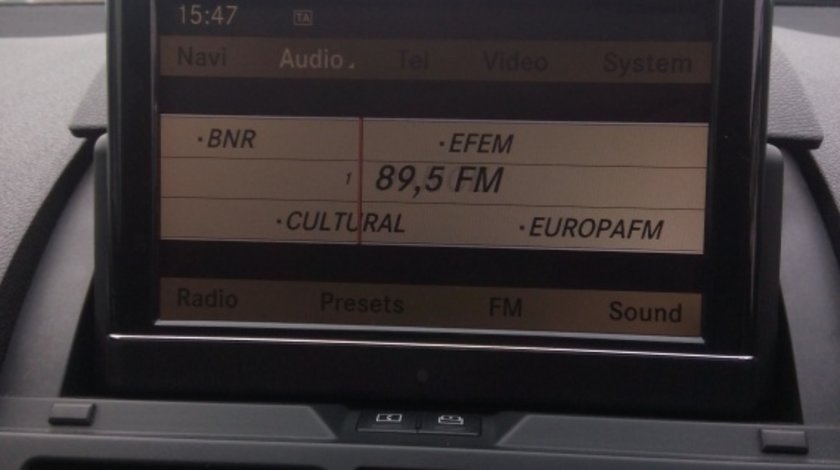 15:47 TA
Navi Audio Tel Video System
·BNR ·EFEM
1 89,5 FM
·CULTURAL ·EUROPAFM
Radio Presets FM Sound